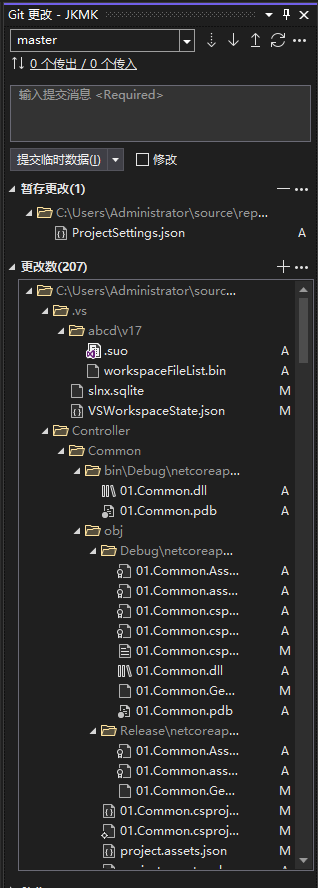 Git 更改 - JKMK
master
0 个传出 / 0 个传入
输入提交消息 <Required>
提交临时数据(I) 修改
暂存更改(1)
C:\Users\Administrator\source\rep...
ProjectSettings.json A
更改数(207)
C:\Users\Administrator\sourc...
.vs
abcd\v17
.suo A
workspaceFileList.bin A
slnx.sqlite M
VSWorkspaceState.json M
Controller
Common
bin\Debug\netcoreap...
01.Common.dll A
01.Common.pdb A
obj
Debug\netcoreap...
01.Common.Ass... A
01.Common.ass... A
01.Common.csp... A
01.Common.csp... A
01.Common.csp... M
01.Common.dll A
01.Common.Ge... M
01.Common.pdb A
Release\netcoreap...
01.Common.Ass... A
01.Common.ass... A
01.Common.Ge... M
01.Common.csproj... M
01.Common.csproj... M
project.assets.json M